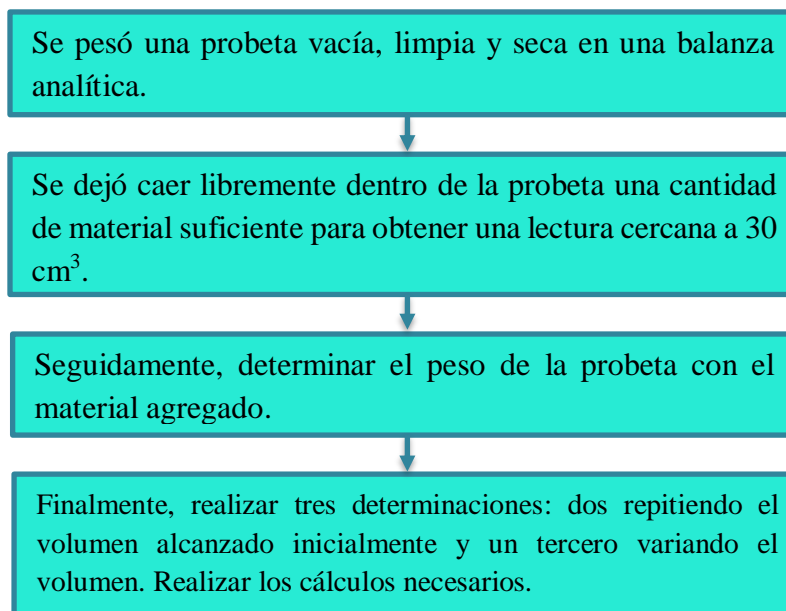 Se pesó una probeta vacía, limpia y seca en una balanza
analítica.
Se dejó caer libremente dentro de la probeta una cantidad
de material suficiente para obtener una lectura cercana a 30
cm³.
Seguidamente, determinar el peso de la probeta con el
material agregado.
Finalmente, realizar tres determinaciones: dos repitiendo el
volumen alcanzado inicialmente y un tercero variando el
volumen. Realizar los cálculos necesarios.